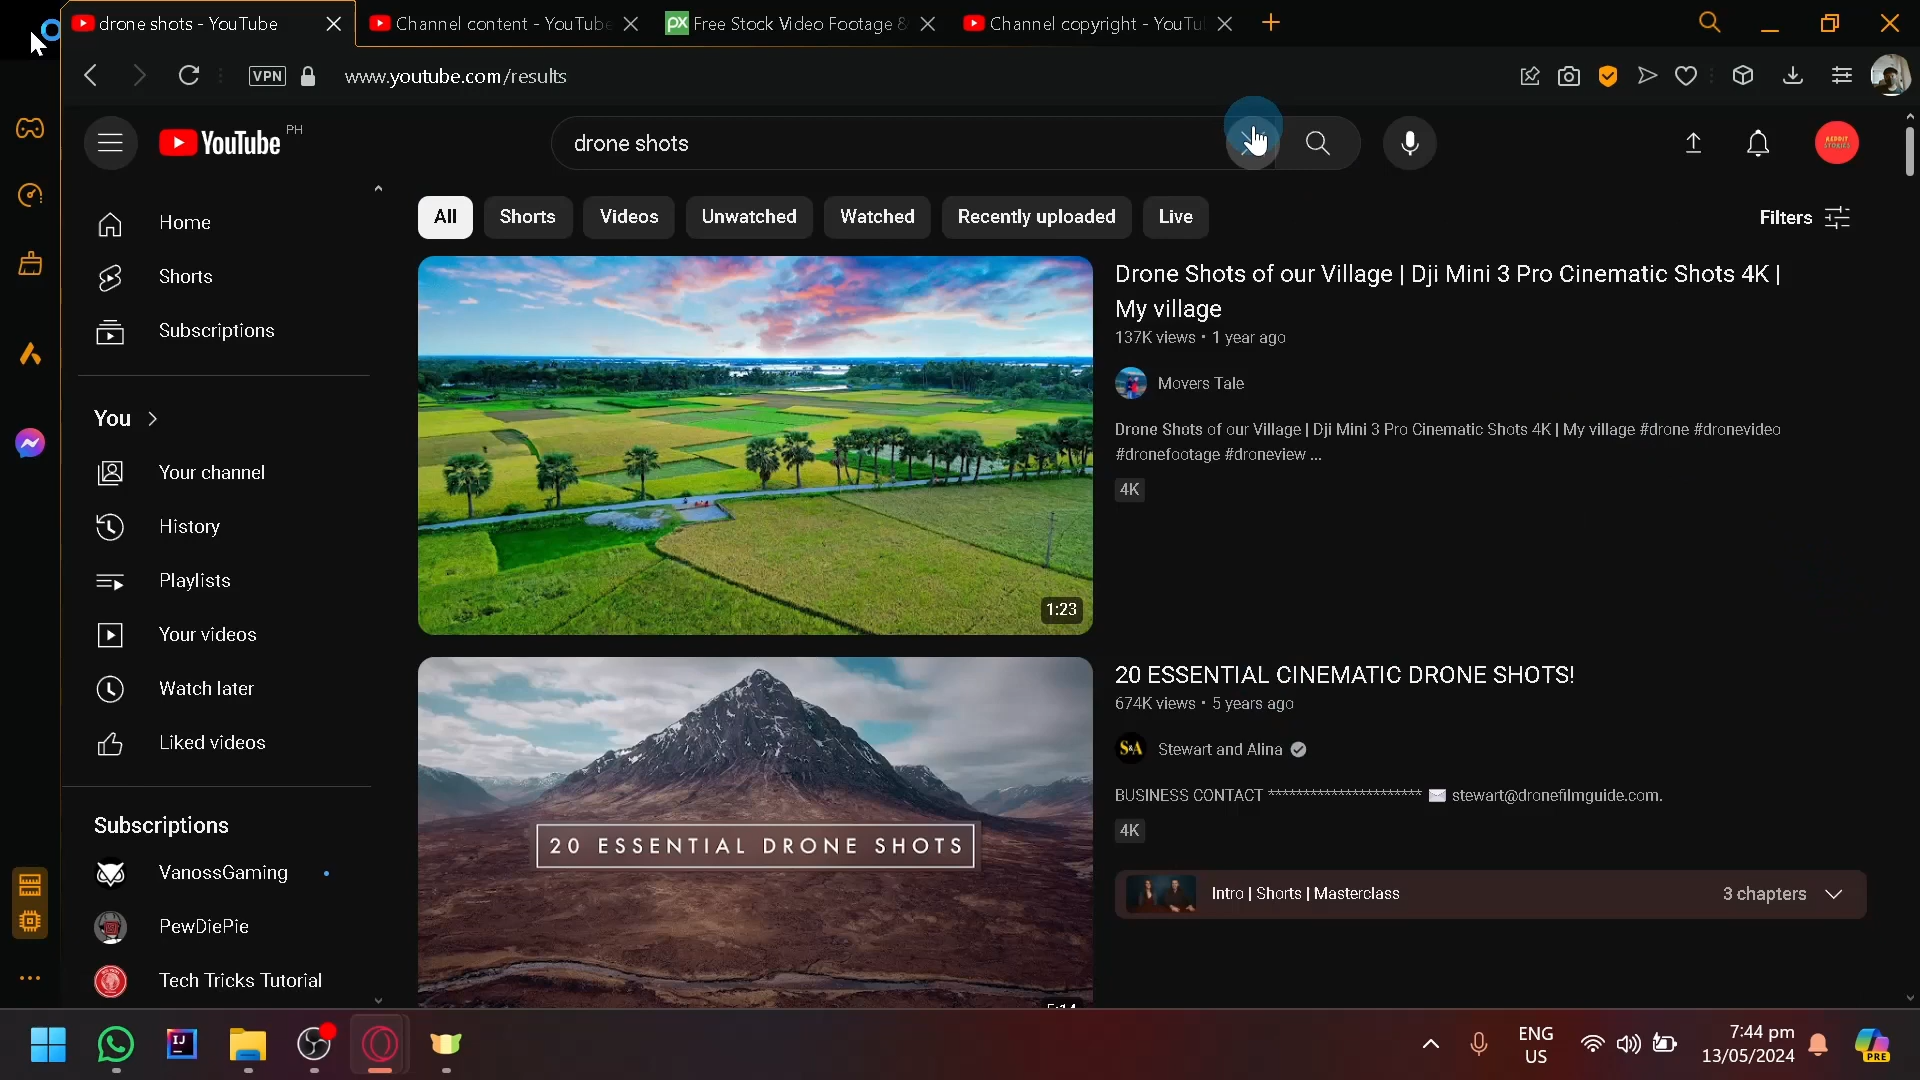 drone shots - YouTube
Channel content - YouTube
Free Stock Video Footage &
Channel copyright - YouTu
VPN
www.youtube.com/results
YouTube PH
drone shots
All
Shorts
Videos
Unwatched
Watched
Recently uploaded
Live
Filters
Home
Shorts
Subscriptions
You
Your channel
History
Playlists
Your videos
Watch later
Liked videos
Subscriptions
VanossGaming
PewDiePie
Tech Tricks Tutorial
1:23
Drone Shots of our Village | Dji Mini 3 Pro Cinematic Shots 4K |
My village
137K views • 1 year ago
Movers Tale
Drone Shots of our Village | Dji Mini 3 Pro Cinematic Shots 4K | My village #drone #dronevideo
#dronefootage #droneview ...
4K
20 ESSENTIAL DRONE SHOTS
20 ESSENTIAL CINEMATIC DRONE SHOTS!
674K views • 5 years ago
S&A
Stewart and Alina
BUSINESS CONTACT ********************** ✉️ stewart@dronefilmguide.com.
4K
Intro | Shorts | Masterclass
3 chapters
REDDIT
STORIES
IJ
ENG
US
7:44 pm
13/05/2024
PRE